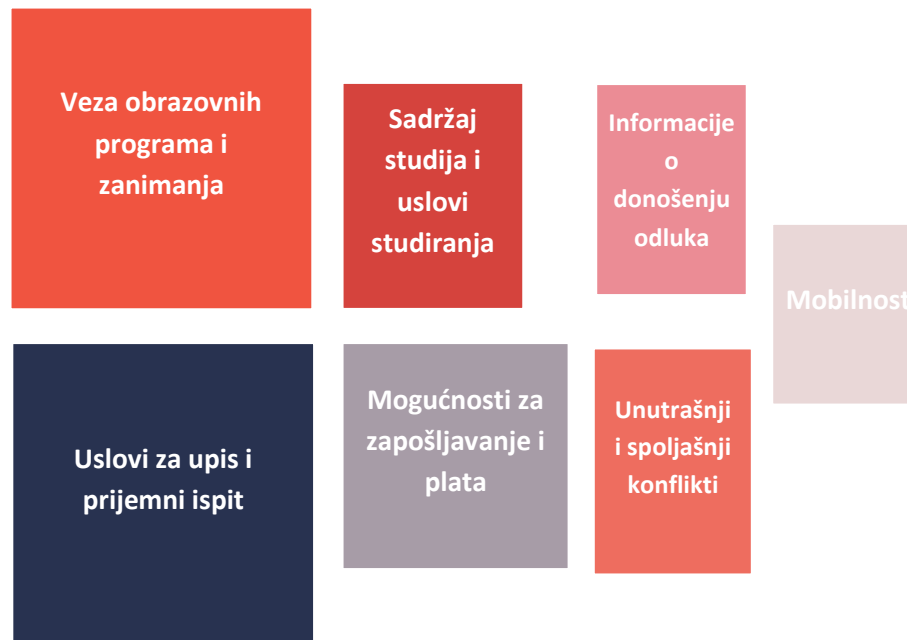 Veza obrazovnih
programa i
zanimanja
Sadržaj
studija i
uslovi
studiranja
Informacije
o
donošenju
odluka
Mobilnost
Uslovi za upis i
prijemni ispit
Mogućnosti za
zapošljavanje i
plata
Unutrašnji
i spoljašnji
konflikti